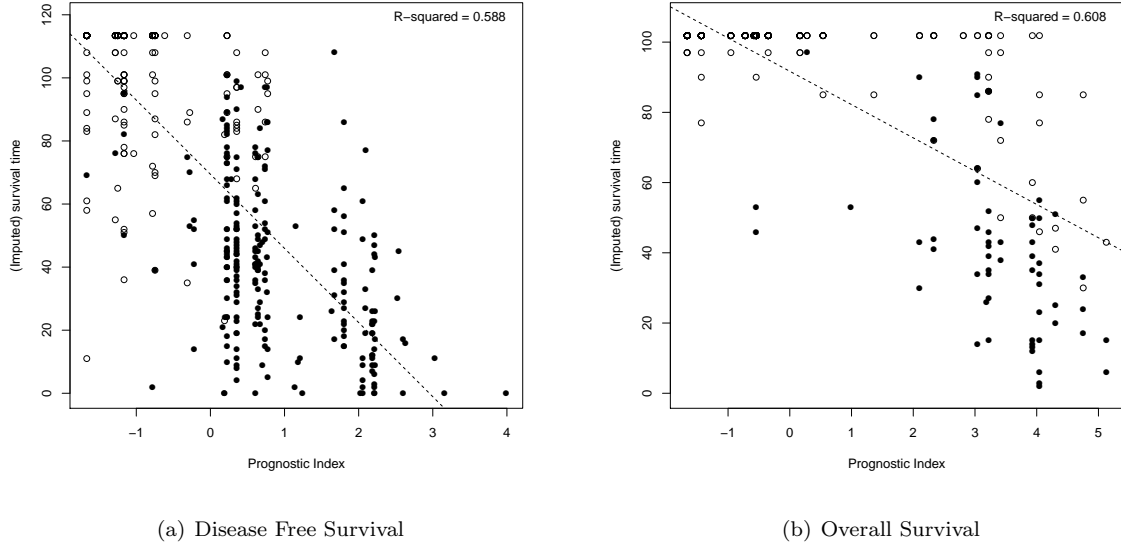 R−squared = 0.588
(Imputed) survival time
120
100
80
60
40
20
0
−1 0 1 2 3 4
Prognostic Index
(a) Disease Free Survival
R−squared = 0.608
(Imputed) survival time
100
80
60
40
20
0
−1 0 1 2 3 4 5
Prognostic Index
(b) Overall Survival